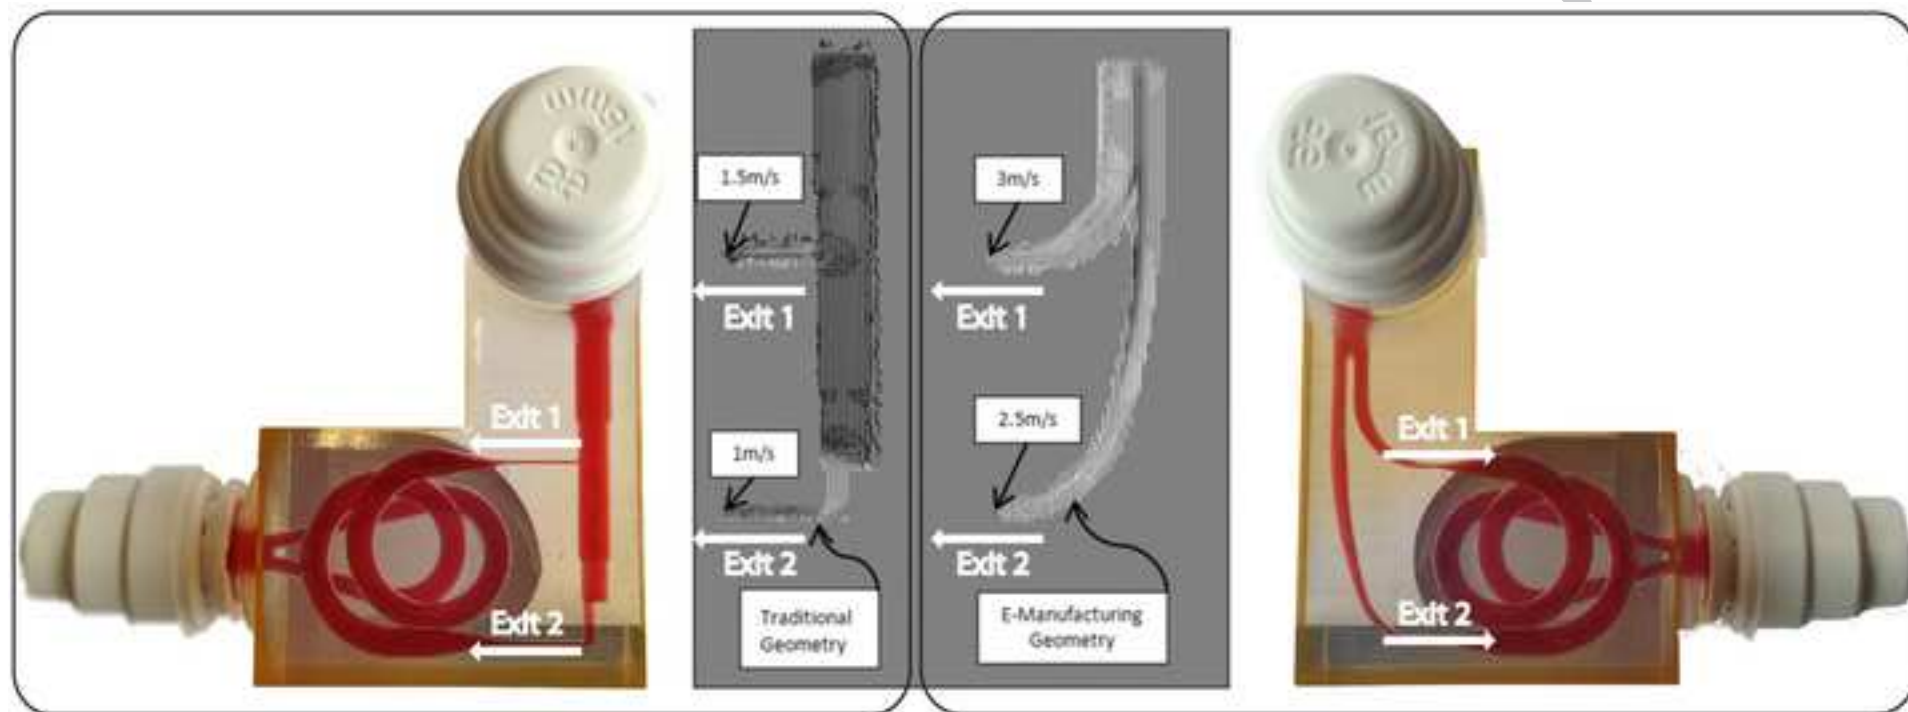 15mm
Exit 1
Exit 2
1.5m/s
Exit 1
1m/s
Exit 2
Traditional
Geometry
3m/s
Exit 1
2.5m/s
Exit 2
E-Manufacturing
Geometry
Exit 1
Exit 2